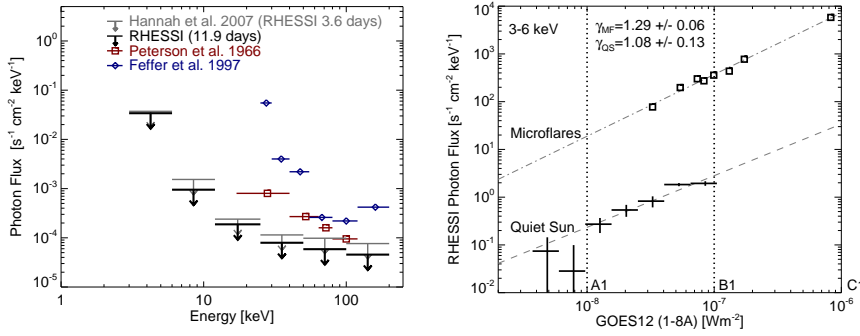 Hannah et al. 2007 (RHESSI 3.6 days)
RHESSI (11.9 days)
Peterson et al. 1966
Feffer et al. 1997
Photon Flux [s⁻¹ cm⁻² keV⁻¹]
10⁰
10⁻¹
10⁻²
10⁻³
10⁻⁴
10⁻⁵
1 10 100
Energy [keV]
3-6 keV
γMF=1.29 +/- 0.06
γQS=1.08 +/- 0.13
RHESSI Photon Flux [s⁻¹ cm⁻² keV⁻¹]
10⁴
10³
10²
10¹
10⁰
10⁻¹
10⁻²
Microflares
Quiet Sun
A1 B1 C1
10⁻⁸ 10⁻⁷ 10⁻⁶
GOES12 (1-8A) [Wm⁻²]